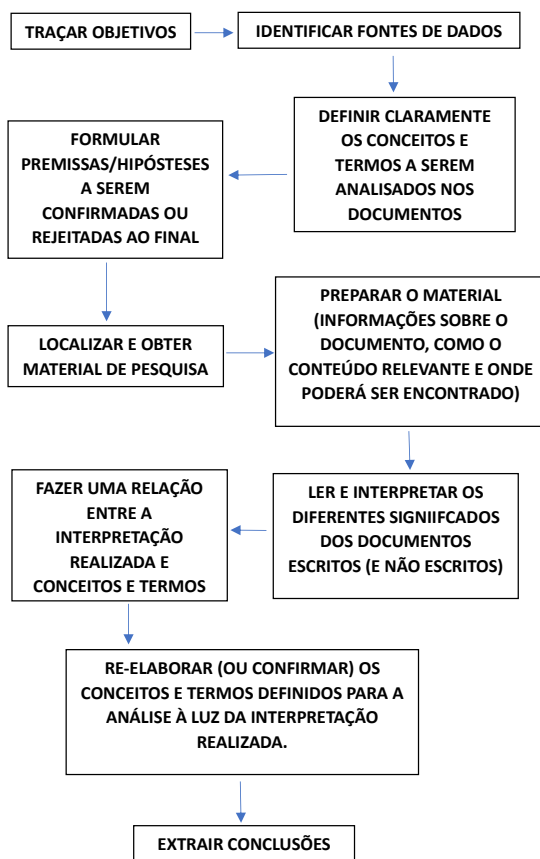 TRAÇAR OBJETIVOS
IDENTIFICAR FONTES DE DADOS
DEFINIR CLARAMENTE
OS CONCEITOS E
TERMOS A SEREM
ANALISADOS NOS
DOCUMENTOS
FORMULAR
PREMISSAS/HIPÓSTESES
A SEREM
CONFIRMADAS OU
REJEITADAS AO FINAL
LOCALIZAR E OBTER
MATERIAL DE PESQUISA
PREPARAR O MATERIAL
(INFORMAÇÕES SOBRE O
DOCUMENTO, COMO O
CONTEÚDO RELEVANTE E ONDE
PODERÁ SER ENCONTRADO)
LER E INTERPRETAR OS
DIFERENTES SIGNIIFCADOS
DOS DOCUMENTOS
ESCRITOS (E NÃO ESCRITOS)
FAZER UMA RELAÇÃO
ENTRE A
INTERPRETAÇÃO
REALIZADA E
CONCEITOS E TERMOS
RE-ELABORAR (OU CONFIRMAR) OS
CONCEITOS E TERMOS DEFINIDOS PARA A
ANÁLISE À LUZ DA INTERPRETAÇÃO
REALIZADA.
EXTRAIR CONCLUSÕES